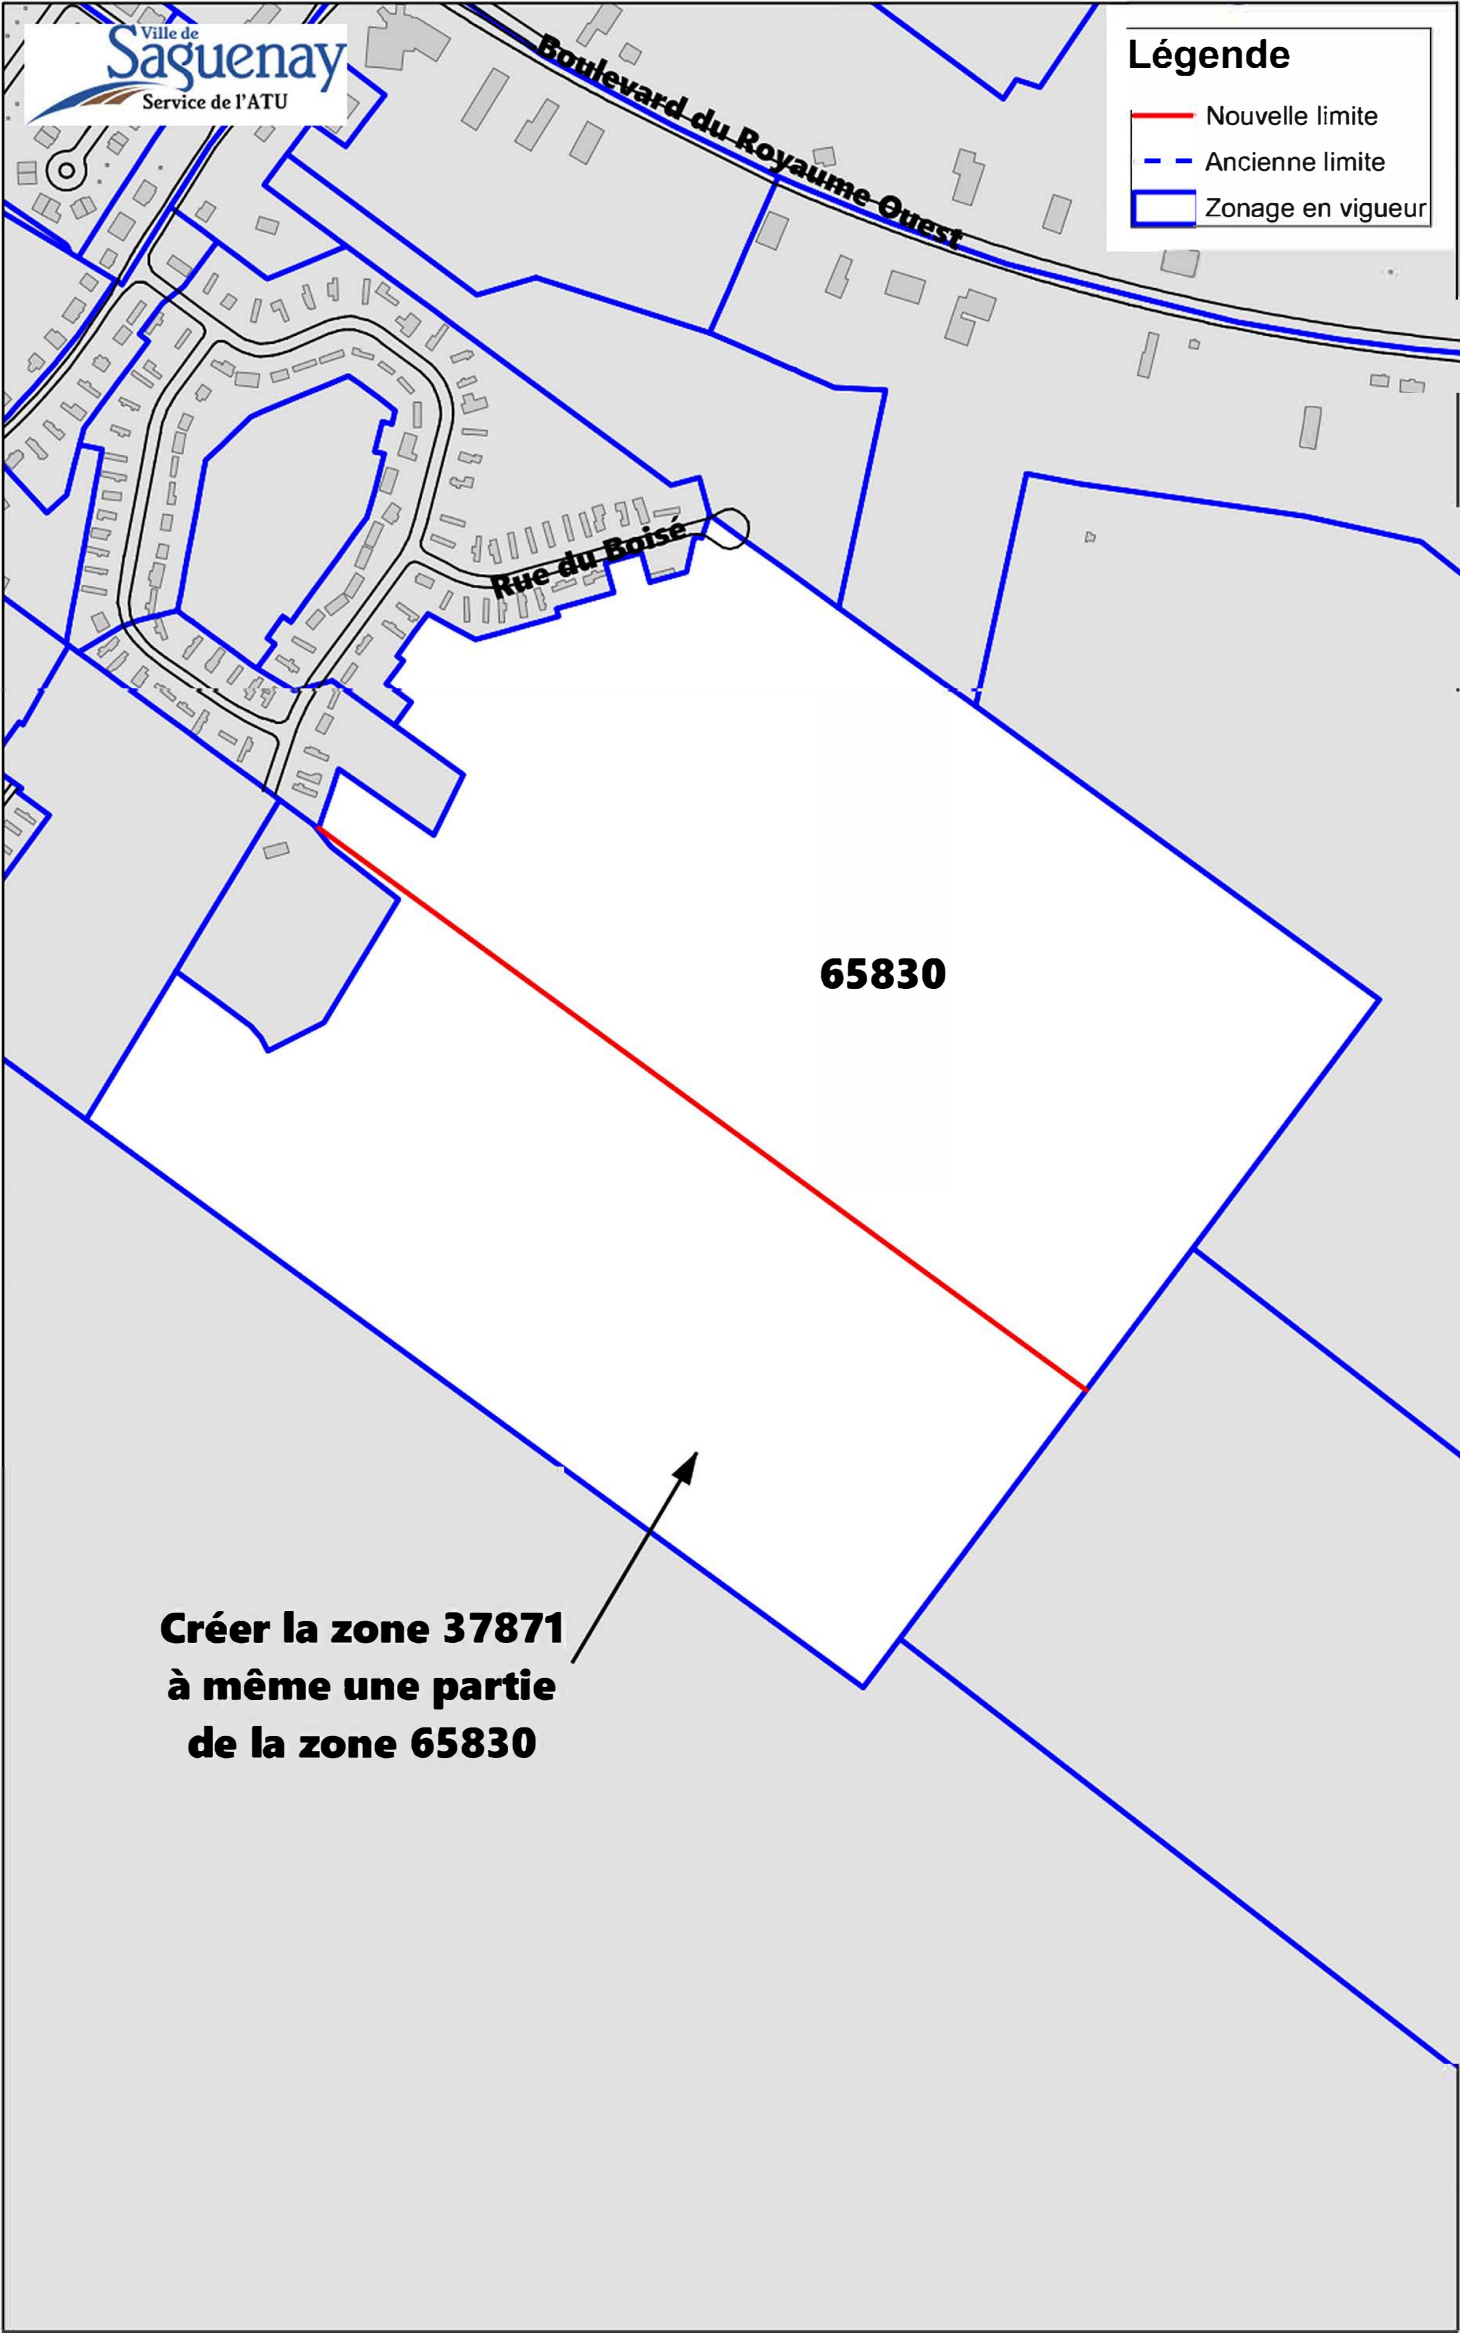 Ville de
Saguenay
Service de l'ATU
Boulevard du Royaume Ouest
Légende
Nouvelle limite
Ancienne limite
Zonage en vigueur
Rue du Boisé
65830
Créer la zone 37871
à même une partie
de la zone 65830